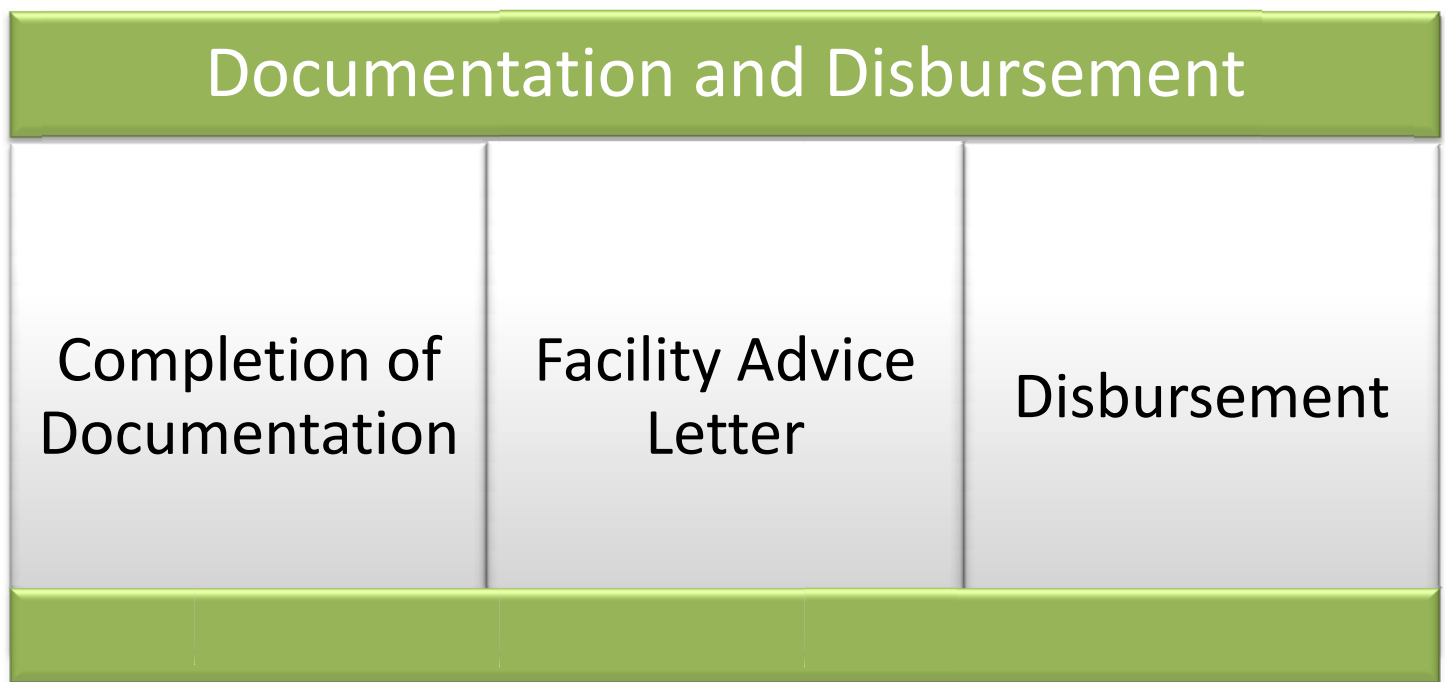 Documentation and Disbursement
Completion of
Documentation
Facility Advice
Letter
Disbursement